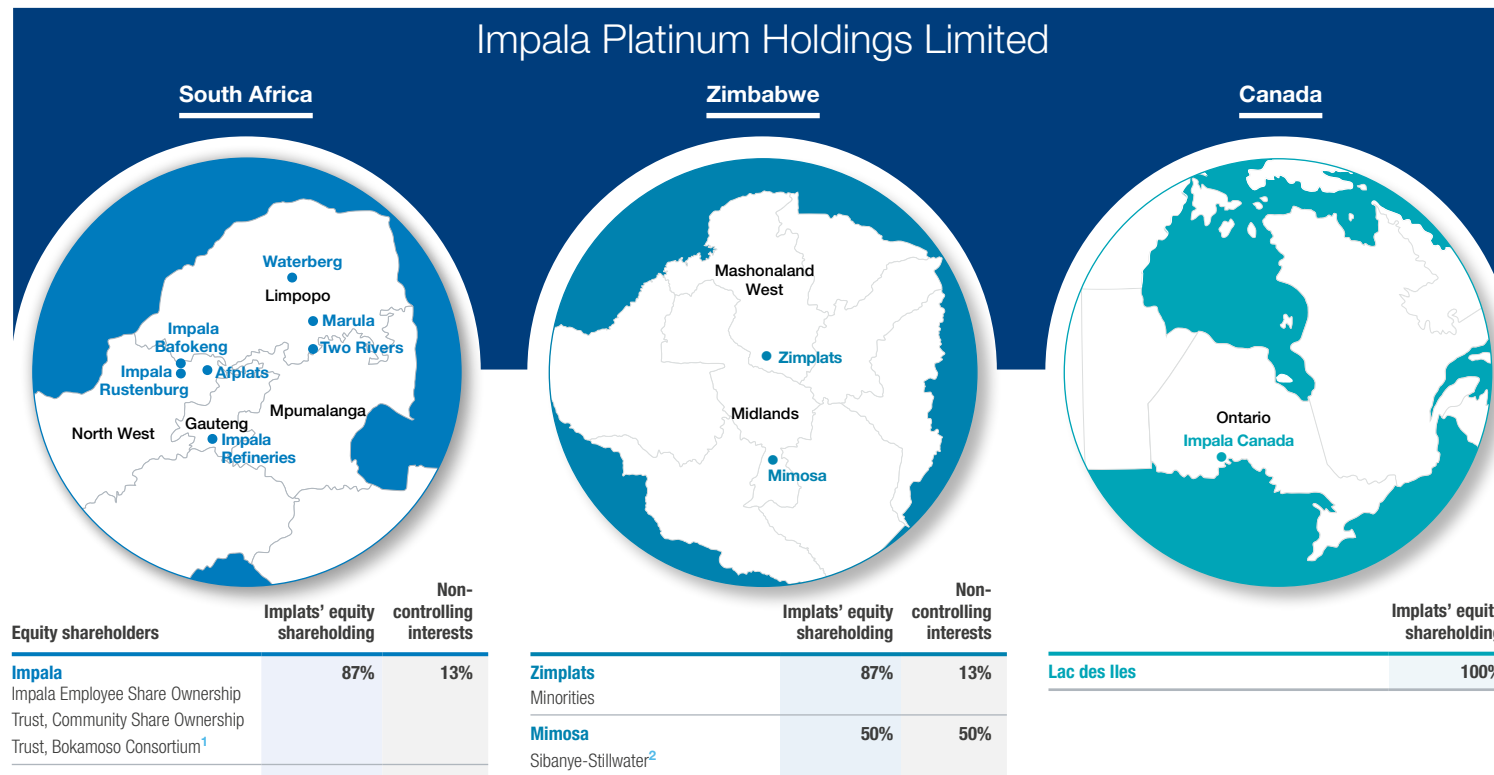 Impala Platinum Holdings Limited
South Africa
Waterberg
Limpopo
Marula
Impala
Bafokeng
Two Rivers
Impala
Rustenburg
Afplats
Mpumalanga
Gauteng
North West
Impala
Refineries
Equity shareholders
Implats' equity
shareholding
Non-
controlling
interests
Impala 87% 13%
Impala Employee Share Ownership
Trust, Community Share Ownership
Trust, Bokamoso Consortium1
Zimbabwe
Mashonaland
West
Zimplats
Midlands
Mimosa
Implats' equity
shareholding
Non-
controlling
interests
Zimplats 87% 13%
Minorities
Mimosa 50% 50%
Sibanye-Stillwater2
Canada
Ontario
Impala Canada
Implats' equit
shareholding
Lac des Iles 100%